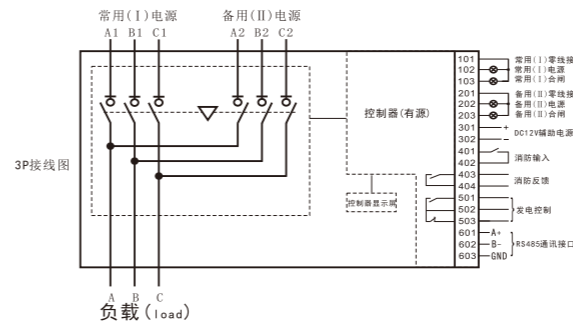 常用(I)电源 备用(II)电源
A1 B1 C1 A2 B2 C2
3P接线图
控制器(有源)
控制器显示屏
101 常用(I)零线接
102 常用(I)电源
103 常用(I)合闸
201 备用(II)零线接
202 备用(II)电源
203 备用(II)合闸
301 +
DC12V辅助电源
302 −
401
消防输入
402
403
消防反馈
404
501
502 发电控制
503
601 A+
602 B- RS485通讯接口
603 GND
A B C
负载(load)